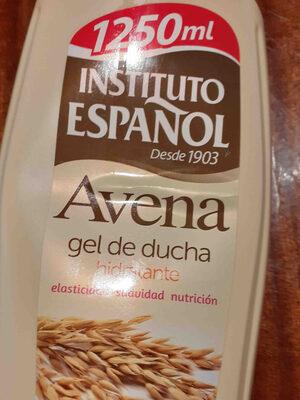 1250ml
INSTITUTO
ESPAÑOL
Desde 1903
Avena
gel de ducha
hidratante
elasticidad suavidad nutrición